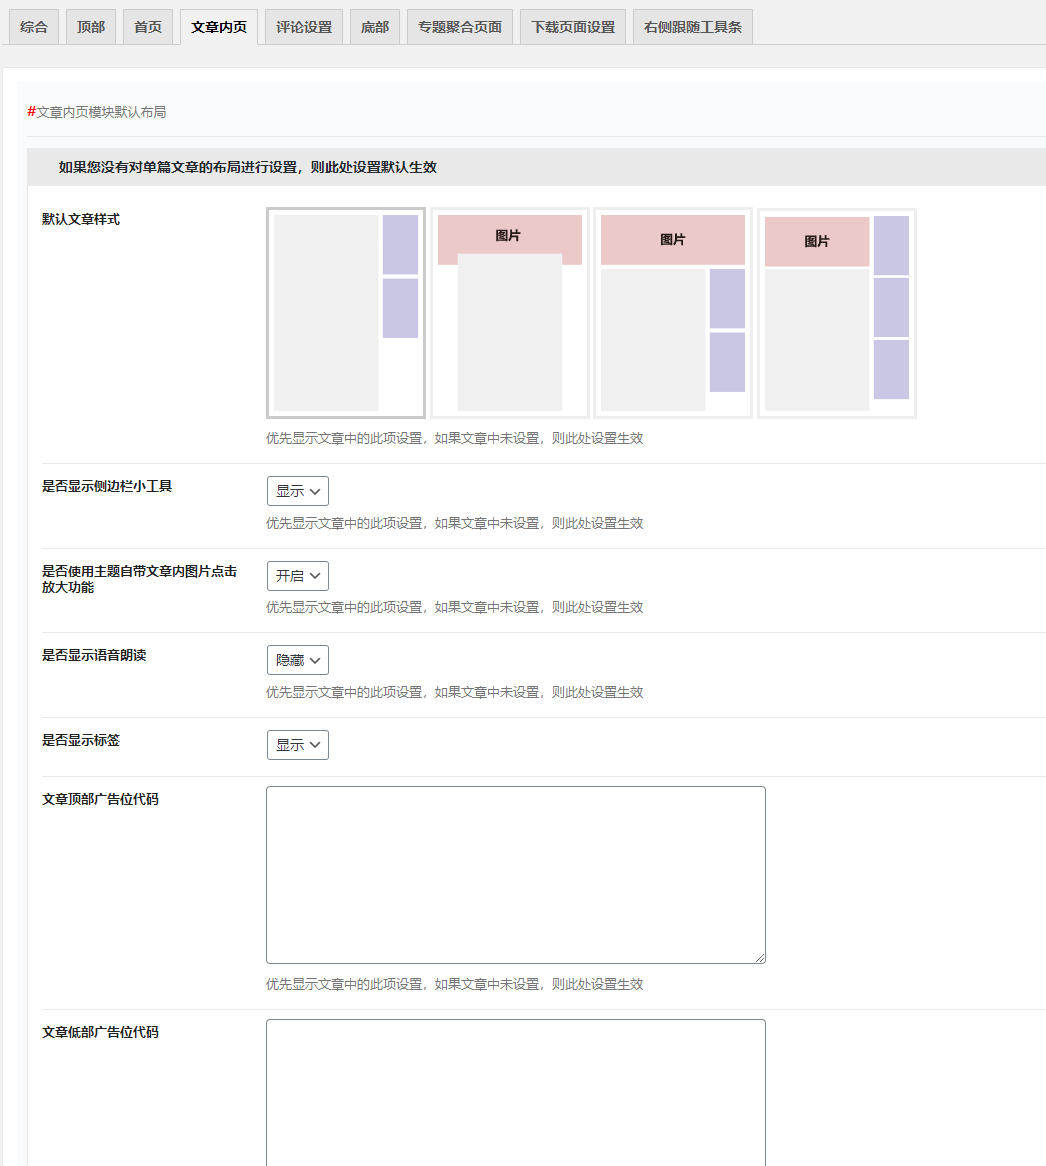 综合 顶部 首页 文章内页 评论设置 底部 专题聚合页面 下载页面设置 右侧跟随工具条
#文章内页模块默认布局
如果您没有对单篇文章的布局进行设置，则此处设置默认生效
默认文章样式
图片 图片 图片
优先显示文章中的此项设置，如果文章中未设置，则此处设置生效
是否显示侧边栏小工具
显示
优先显示文章中的此项设置，如果文章中未设置，则此处设置生效
是否使用主题自带文章内图片点击
放大功能
开启
优先显示文章中的此项设置，如果文章中未设置，则此处设置生效
是否显示语音朗读
隐藏
优先显示文章中的此项设置，如果文章中未设置，则此处设置生效
是否显示标签
显示
文章顶部广告位代码
优先显示文章中的此项设置，如果文章中未设置，则此处设置生效
文章低部广告位代码